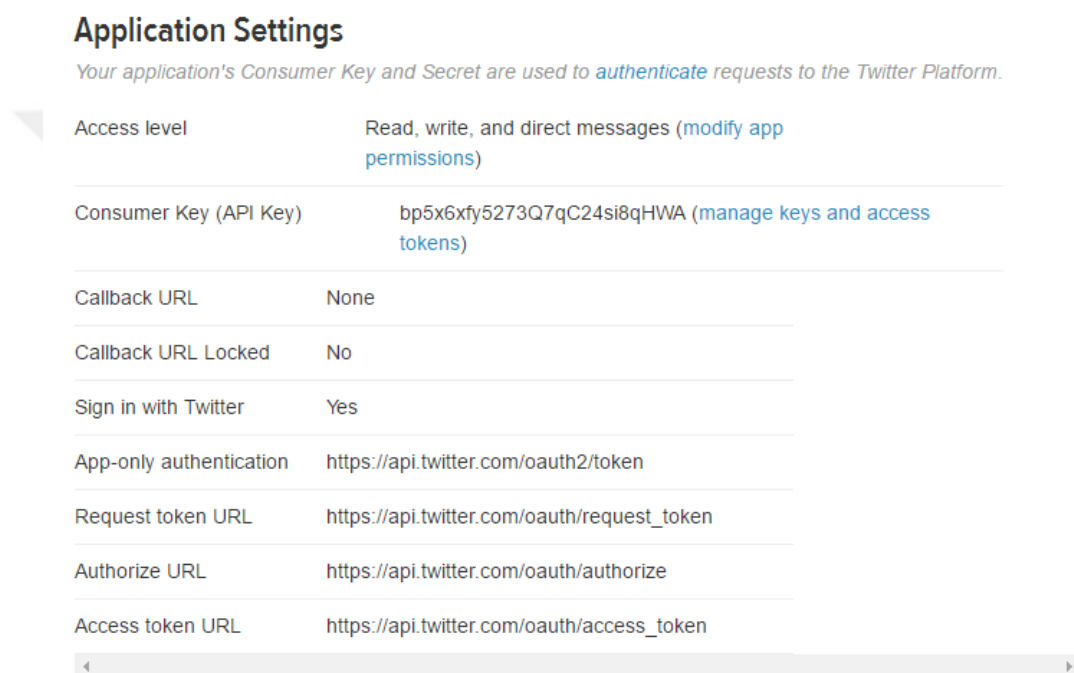 Application Settings
Your application's Consumer Key and Secret are used to authenticate requests to the Twitter Platform.
Access level Read, write, and direct messages (modify app
permissions)
Consumer Key (API Key) bp5x6xfy5273Q7qC24si8qHWA (manage keys and access
tokens)
Callback URL None
Callback URL Locked No
Sign in with Twitter Yes
App-only authentication https://api.twitter.com/oauth2/token
Request token URL https://api.twitter.com/oauth/request_token
Authorize URL https://api.twitter.com/oauth/authorize
Access token URL https://api.twitter.com/oauth/access_token